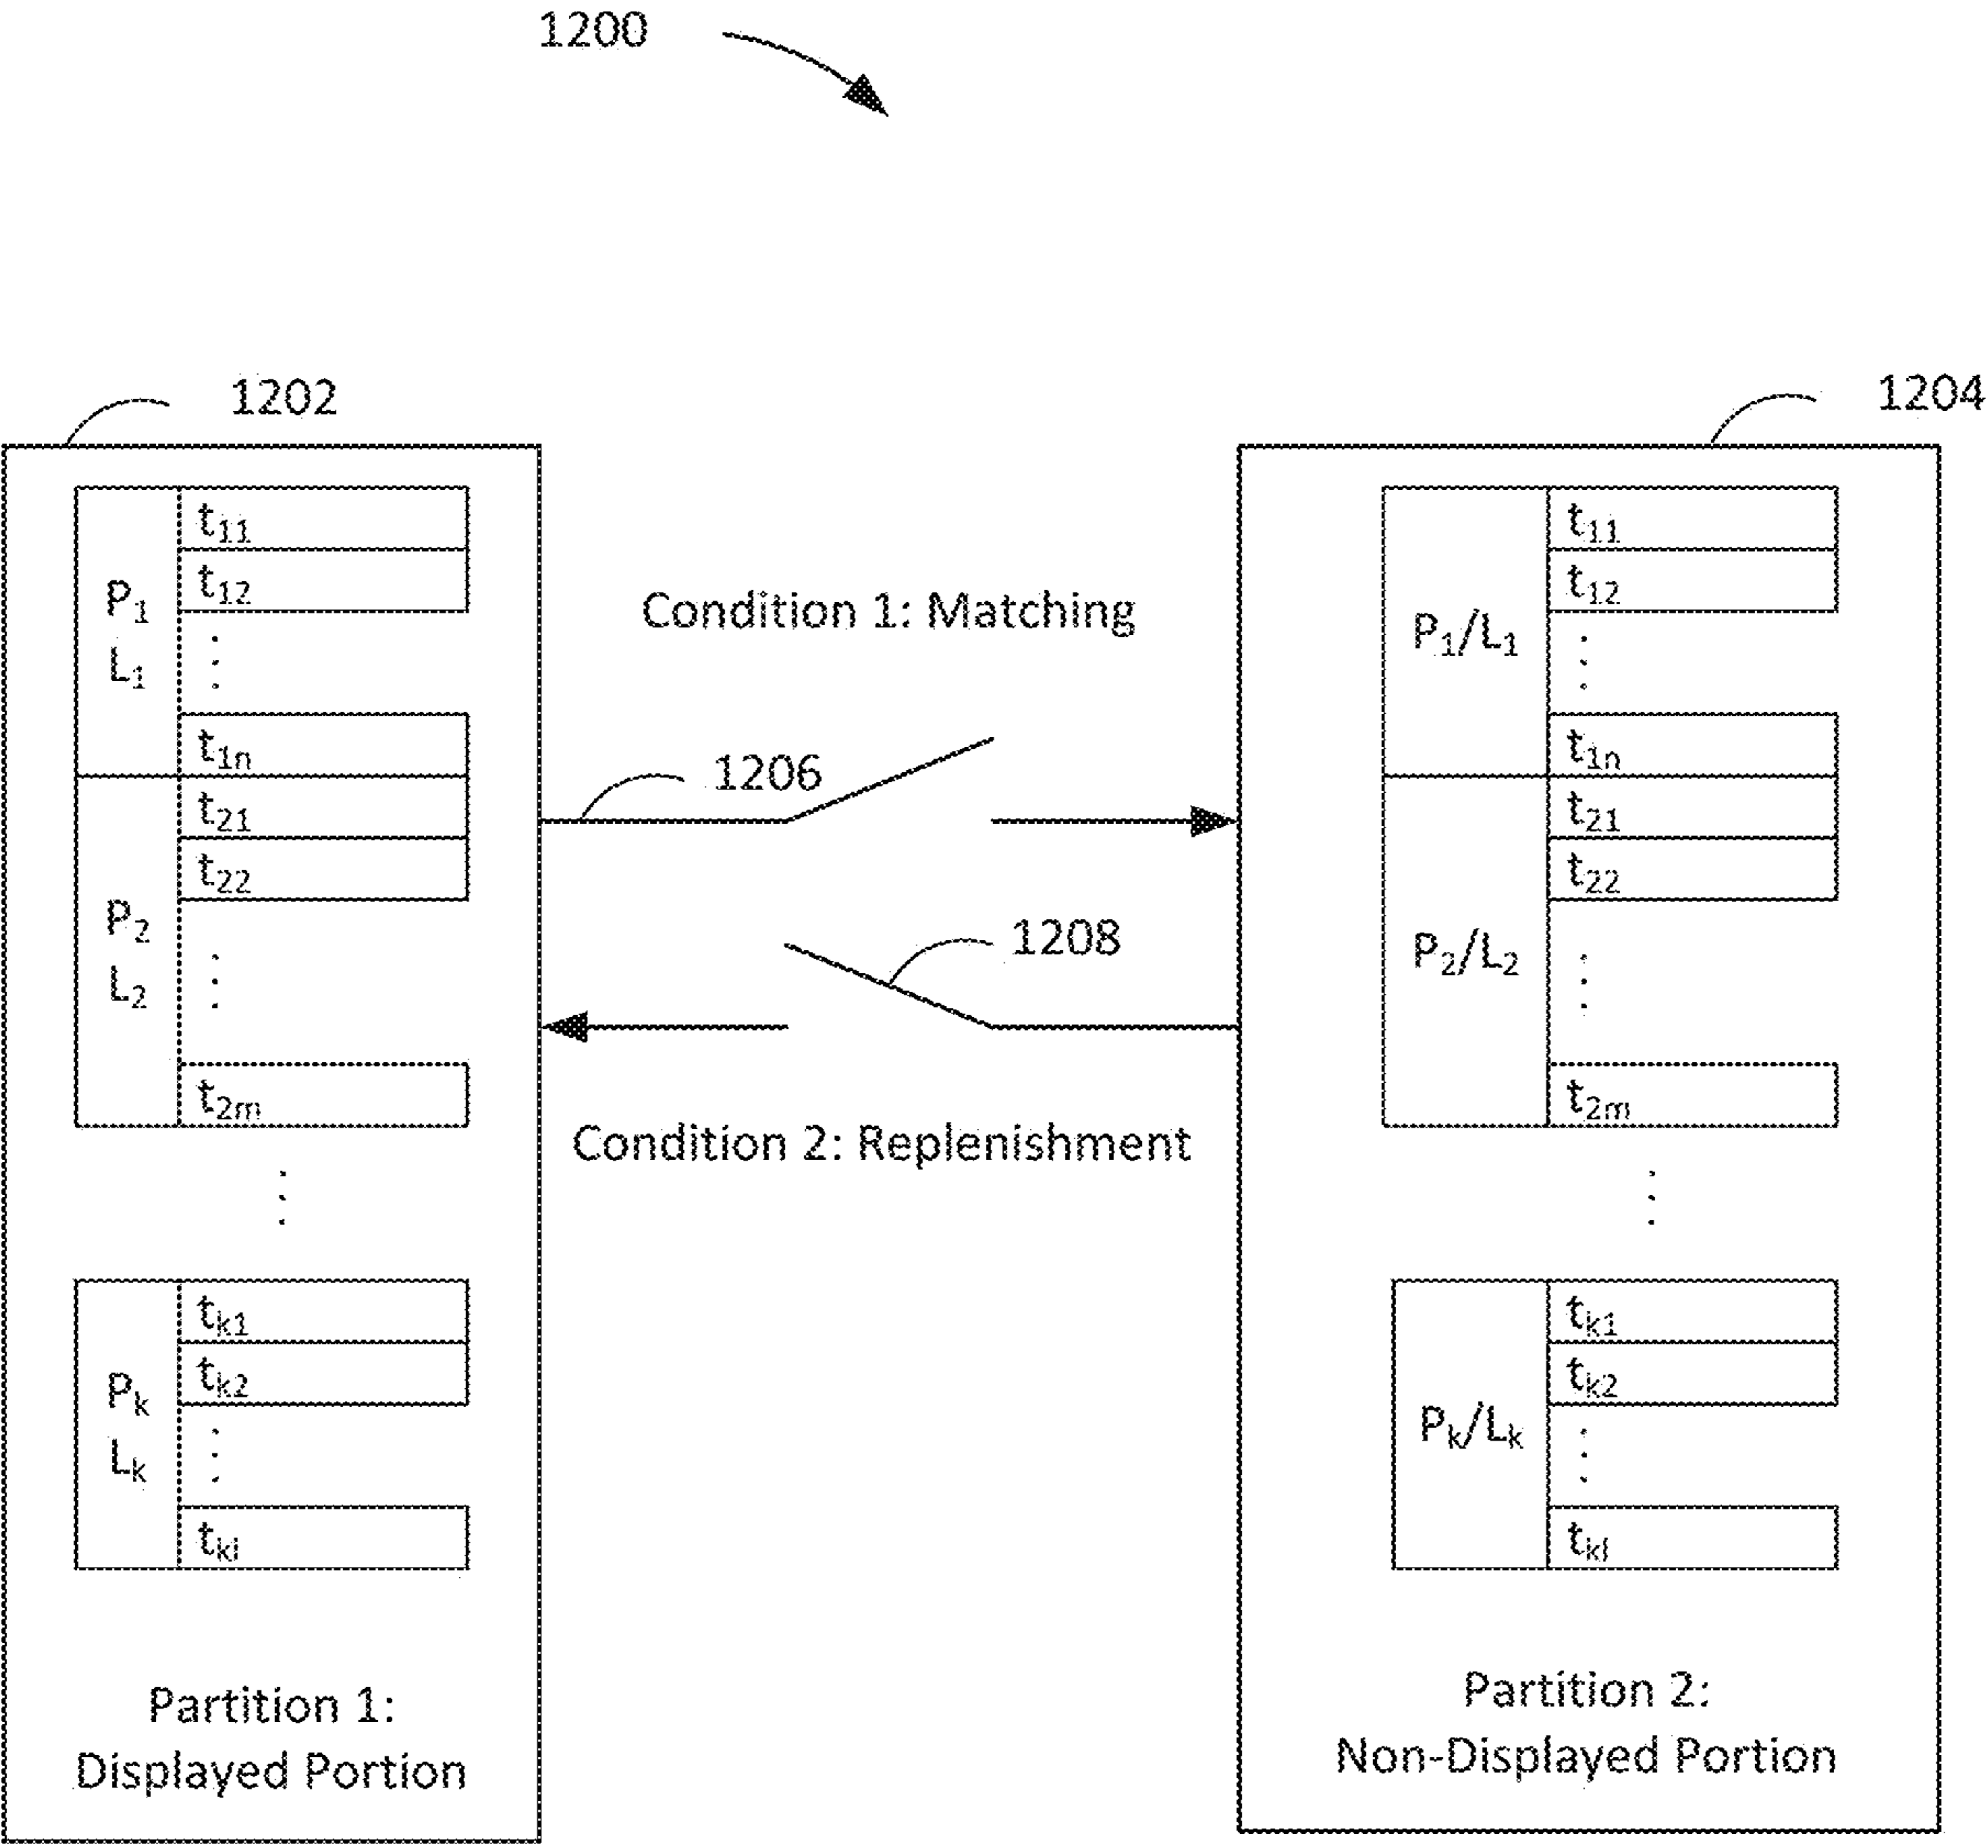 1200
1202
1204
t11
t12
P1
L1
t1n
t21
t22
P2
L2
t2m
tk1
tk2
Pk
Lk
tkl
Partition 1:
Displayed Portion
Condition 1: Matching
1206
1208
Condition 2: Replenishment
t11
t12
P1/L1
t1n
t21
t22
P2/L2
t2m
tk1
tk2
Pk/Lk
tkl
Partition 2:
Non-Displayed Portion